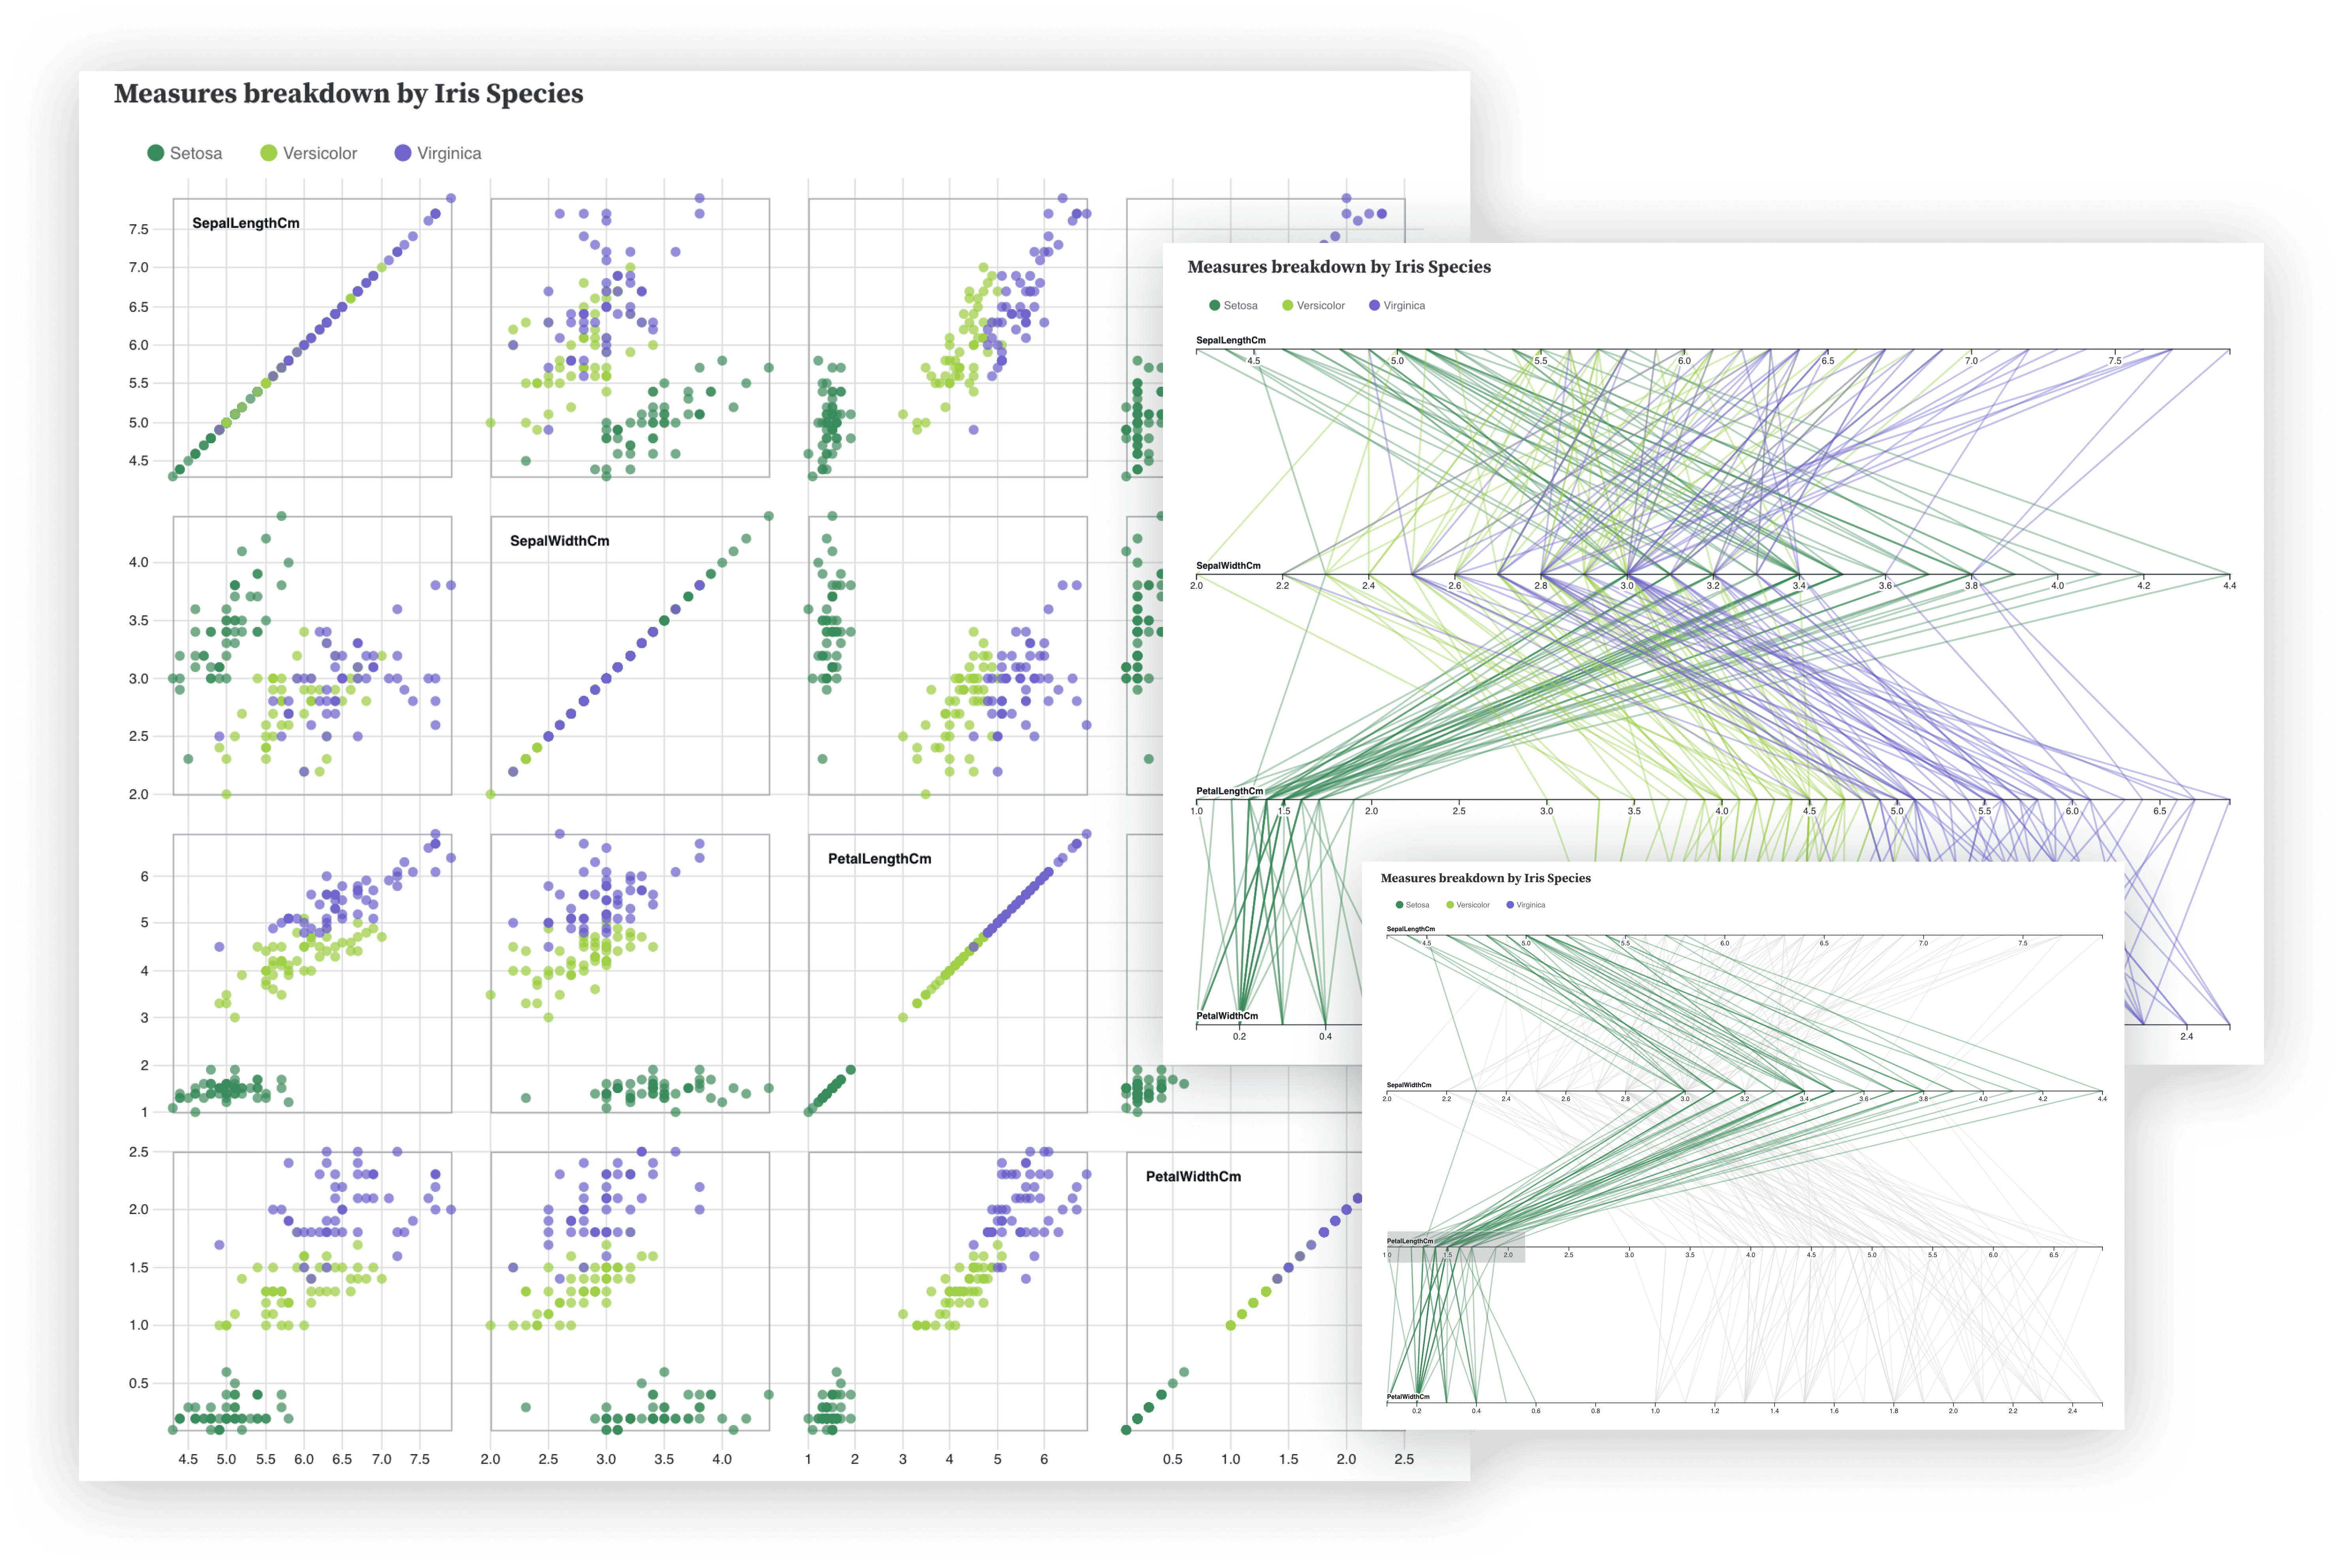 Measures breakdown by Iris Species
Setosa Versicolor Virginica
SepalLengthCm
7.5
7.0
6.5
6.0
5.5
5.0
4.5
SepalWidthCm
4.0
3.5
3.0
2.5
2.0
PetalLengthCm
6
5
4
3
2
1
PetalWidthCm
2.5
2.0
1.5
1.0
0.5
4.5 5.0 5.5 6.0 6.5 7.0 7.5 2.0 2.5 3.0 3.5 4.0 1 2 3 4 5 6 0.5 1.0 1.5 2.0 2.5
Measures breakdown by Iris Species
Setosa Versicolor Virginica
SepalLengthCm
4.5 5.0 5.5 6.0 6.5 7.0 7.5
SepalWidthCm
2.0 2.2 2.4 2.6 2.8 3.0 3.2 3.4 3.6 3.8 4.0 4.2 4.4
PetalLengthCm
1.0 1.5 2.0 2.5 3.0 3.5 4.0 4.5 5.0 5.5 6.0 6.5
PetalWidthCm
0.2 0.4 2.4
Measures breakdown by Iris Species
Setosa Versicolor Virginica
SepalLengthCm
4.5 5.0 5.5 6.0 6.5 7.0 7.5
SepalWidthCm
2.0 2.2 2.4 2.6 2.8 3.0 3.2 3.4 3.6 3.8 4.0 4.2 4.4
PetalLengthCm
1.0 1.5 2.0 2.5 3.0 3.5 4.0 4.5 5.0 5.5 6.0 6.5
PetalWidthCm
0.2 0.4 0.6 0.8 1.0 1.2 1.4 1.6 1.8 2.0 2.2 2.4